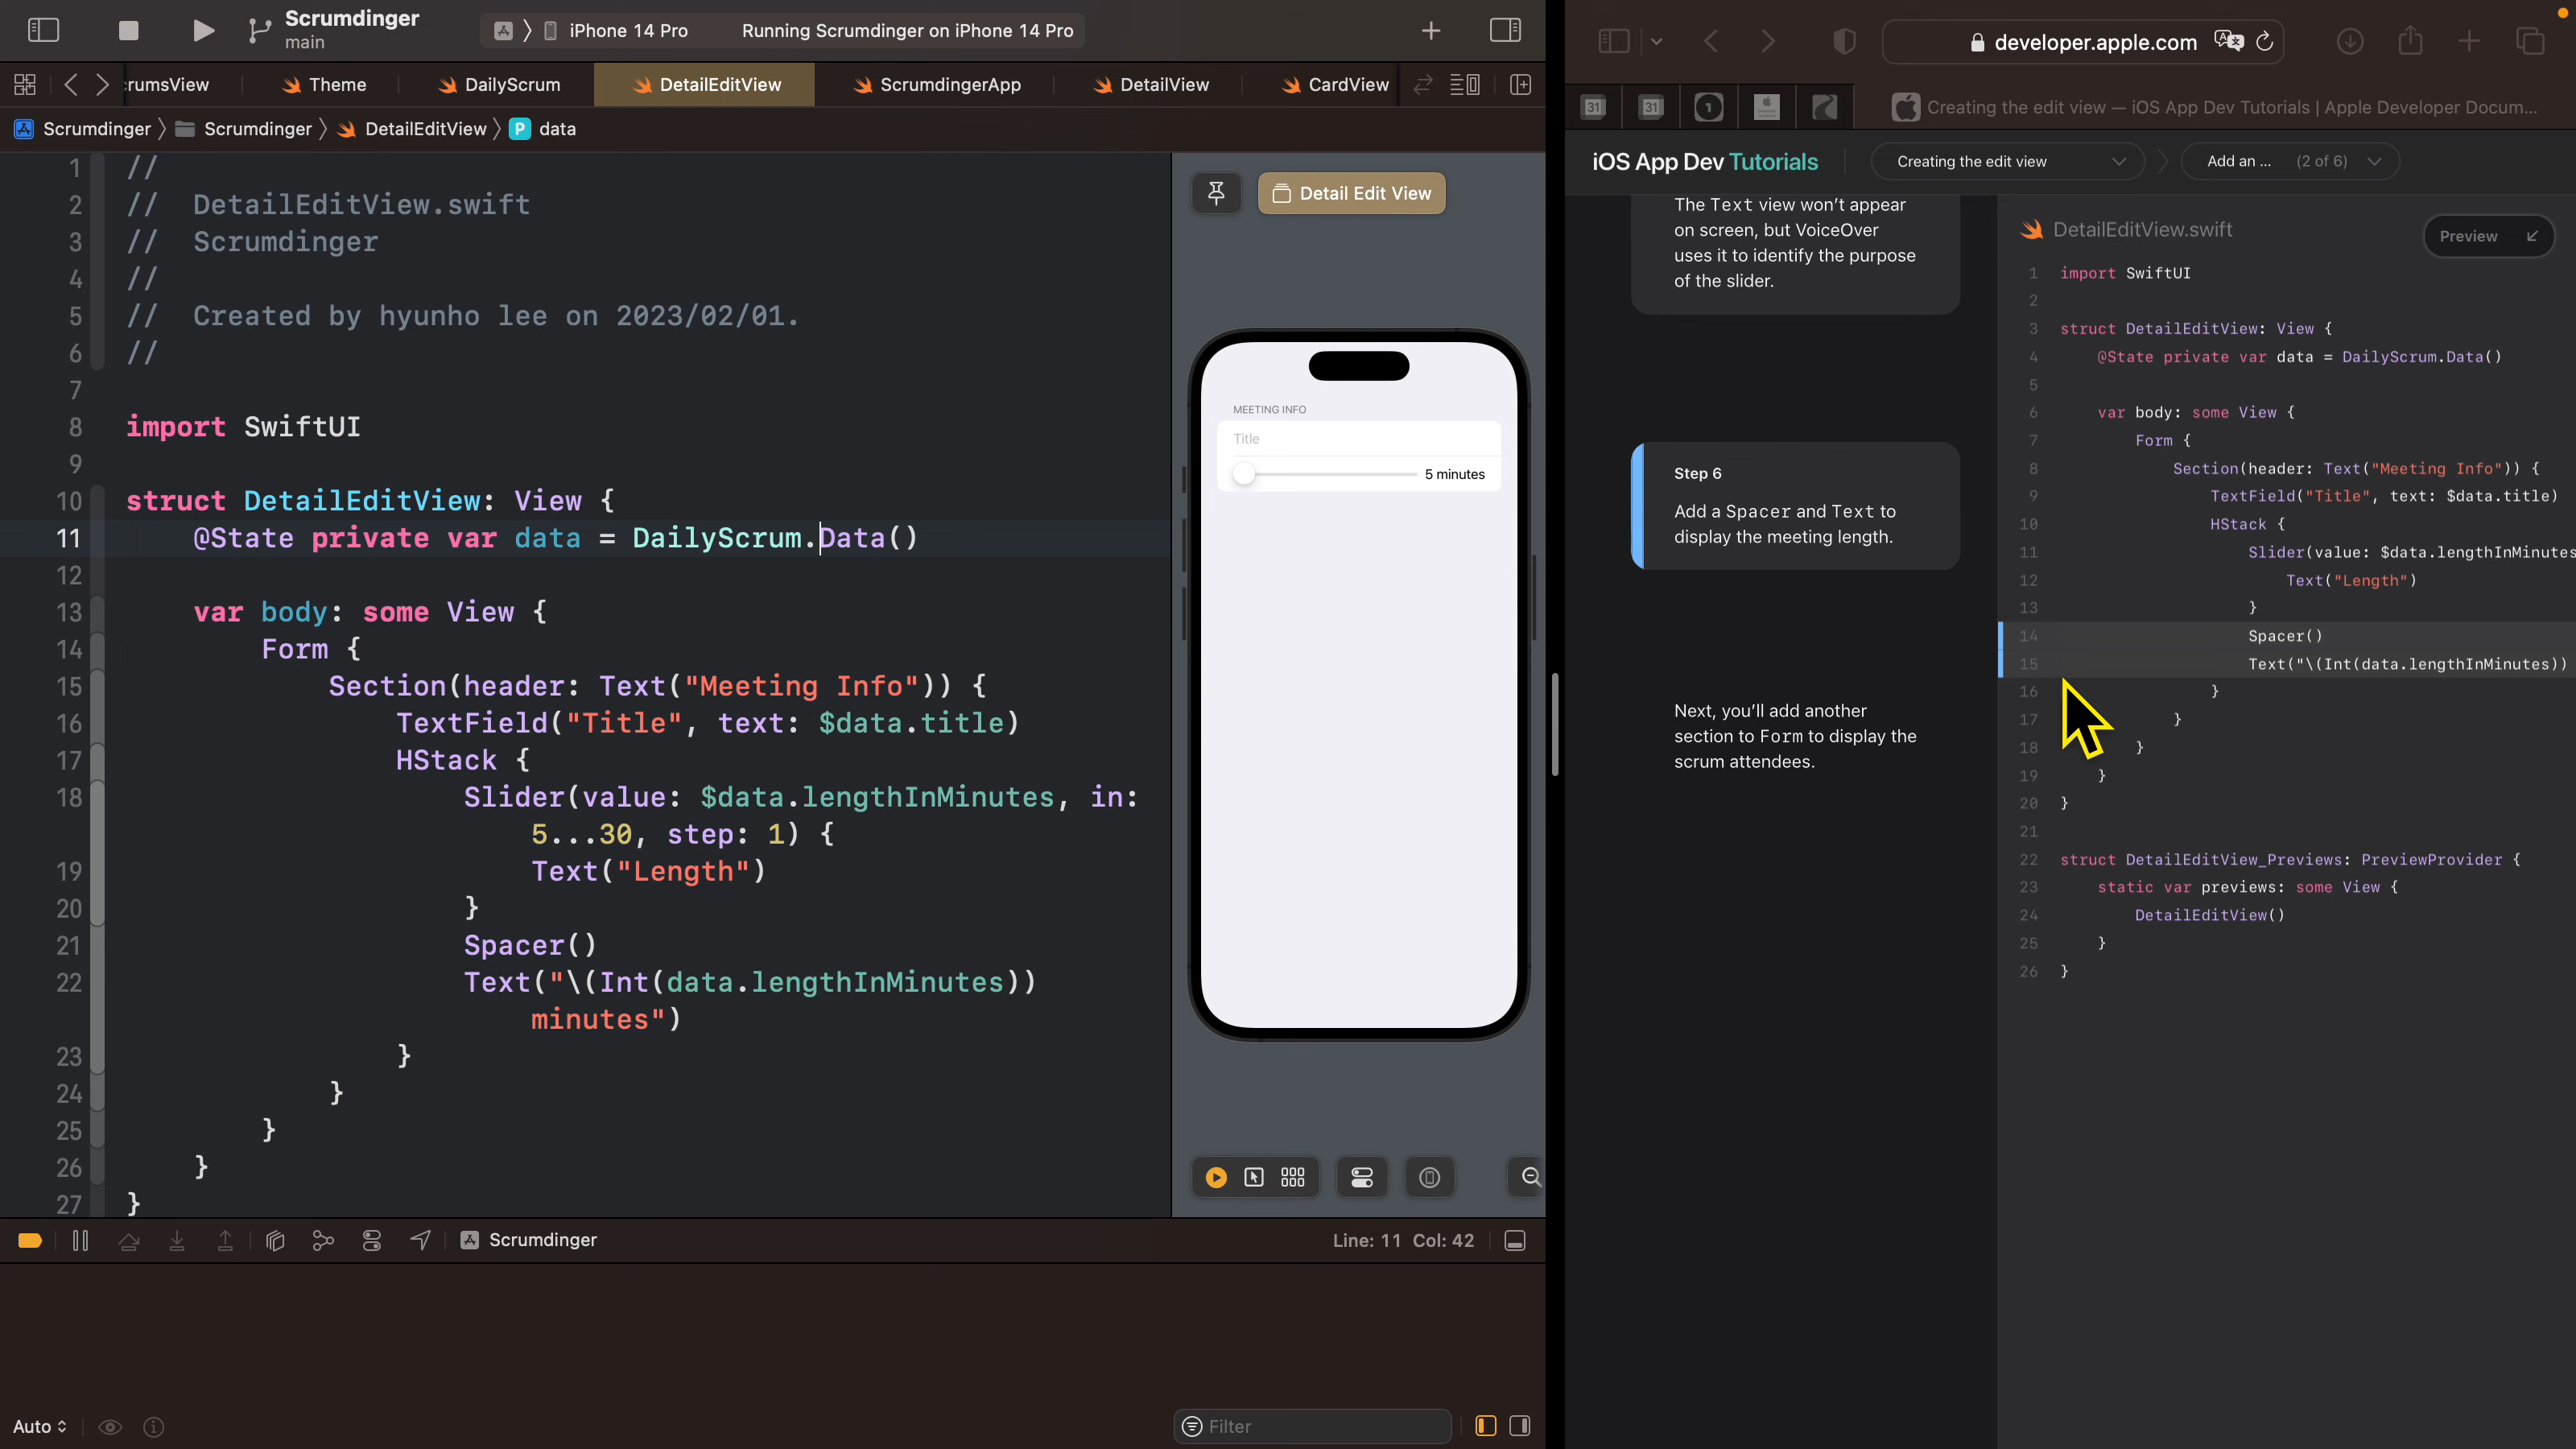 Scrumdinger
main
iPhone 14 Pro
Running Scrumdinger on iPhone 14 Pro
rumsView
Theme
DailyScrum
DetailEditView
ScrumdingerApp
DetailView
CardView
Scrumdinger
Scrumdinger
DetailEditView
P
data
1 //
2 //  DetailEditView.swift
3 //  Scrumdinger
4 //
5 //  Created by hyunho lee on 2023/02/01.
6 //
7
8 import SwiftUI
9
10 struct DetailEditView: View {
11     @State private var data = DailyScrum.Data()
12
13     var body: some View {
14         Form {
15             Section(header: Text("Meeting Info")) {
16                 TextField("Title", text: $data.title)
17                 HStack {
18                     Slider(value: $data.lengthInMinutes, in:
5...30, step: 1) {
19                         Text("Length")
20                     }
21                     Spacer()
22                     Text("\(Int(data.lengthInMinutes))
minutes")
23                 }
24             }
25         }
26     }
27 }
Detail Edit View
MEETING INFO
Title
5 minutes
Scrumdinger
Line: 11 Col: 42
Auto
Filter
developer.apple.com
31
31
1
Creating the edit view — iOS App Dev Tutorials | Apple Developer Docum...
iOS App Dev Tutorials
Creating the edit view
Add an ... (2 of 6)
The Text view won't appear
on screen, but VoiceOver
uses it to identify the purpose
of the slider.
Step 6
Add a Spacer and Text to
display the meeting length.
Next, you'll add another
section to Form to display the
scrum attendees.
DetailEditView.swift
Preview
1 import SwiftUI
2
3 struct DetailEditView: View {
4     @State private var data = DailyScrum.Data()
5
6     var body: some View {
7         Form {
8             Section(header: Text("Meeting Info")) {
9                 TextField("Title", text: $data.title)
10                 HStack {
11                     Slider(value: $data.lengthInMinutes
12                         Text("Length")
13                     }
14                     Spacer()
15                     Text("\(Int(data.lengthInMinutes))
16                 }
17             }
18         }
19     }
20 }
21
22 struct DetailEditView_Previews: PreviewProvider {
23     static var previews: some View {
24         DetailEditView()
25     }
26 }